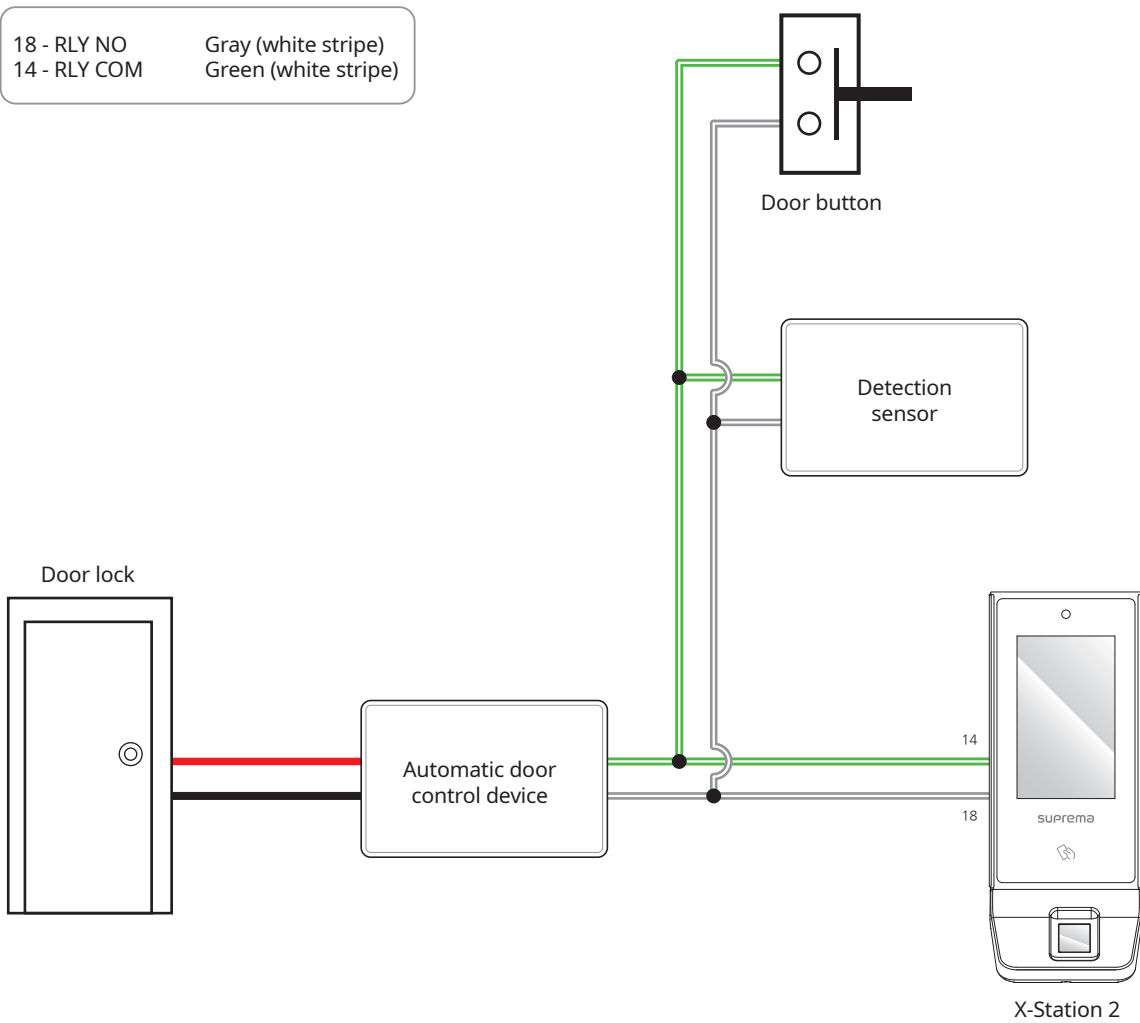 18 - RLY NO Gray (white stripe)
14 - RLY COM Green (white stripe)
Door button
Detection
sensor
Door lock
Automatic door
control device
14
18
suprema
X-Station 2